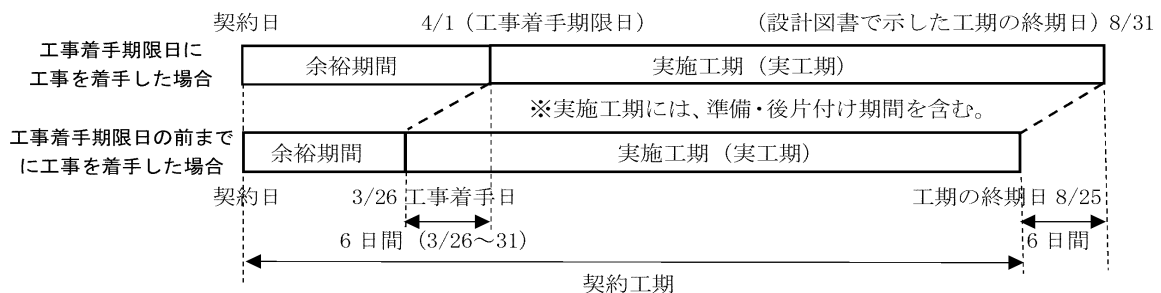 契約日 4/1 (工事着手期限日) (設計図書で示した工期の終期日) 8/31
工事着手期限日に
工事を着手した場合
余裕期間 実施工期 (実工期)
※実施工期には、準備・後片付け期間を含む。
工事着手期限日の前まで
に工事を着手した場合
余裕期間 実施工期 (実工期)
契約日 3/26 工事着手日 工期の終期日 8/25
6 日間 (3/26～31) 6 日間
契約工期